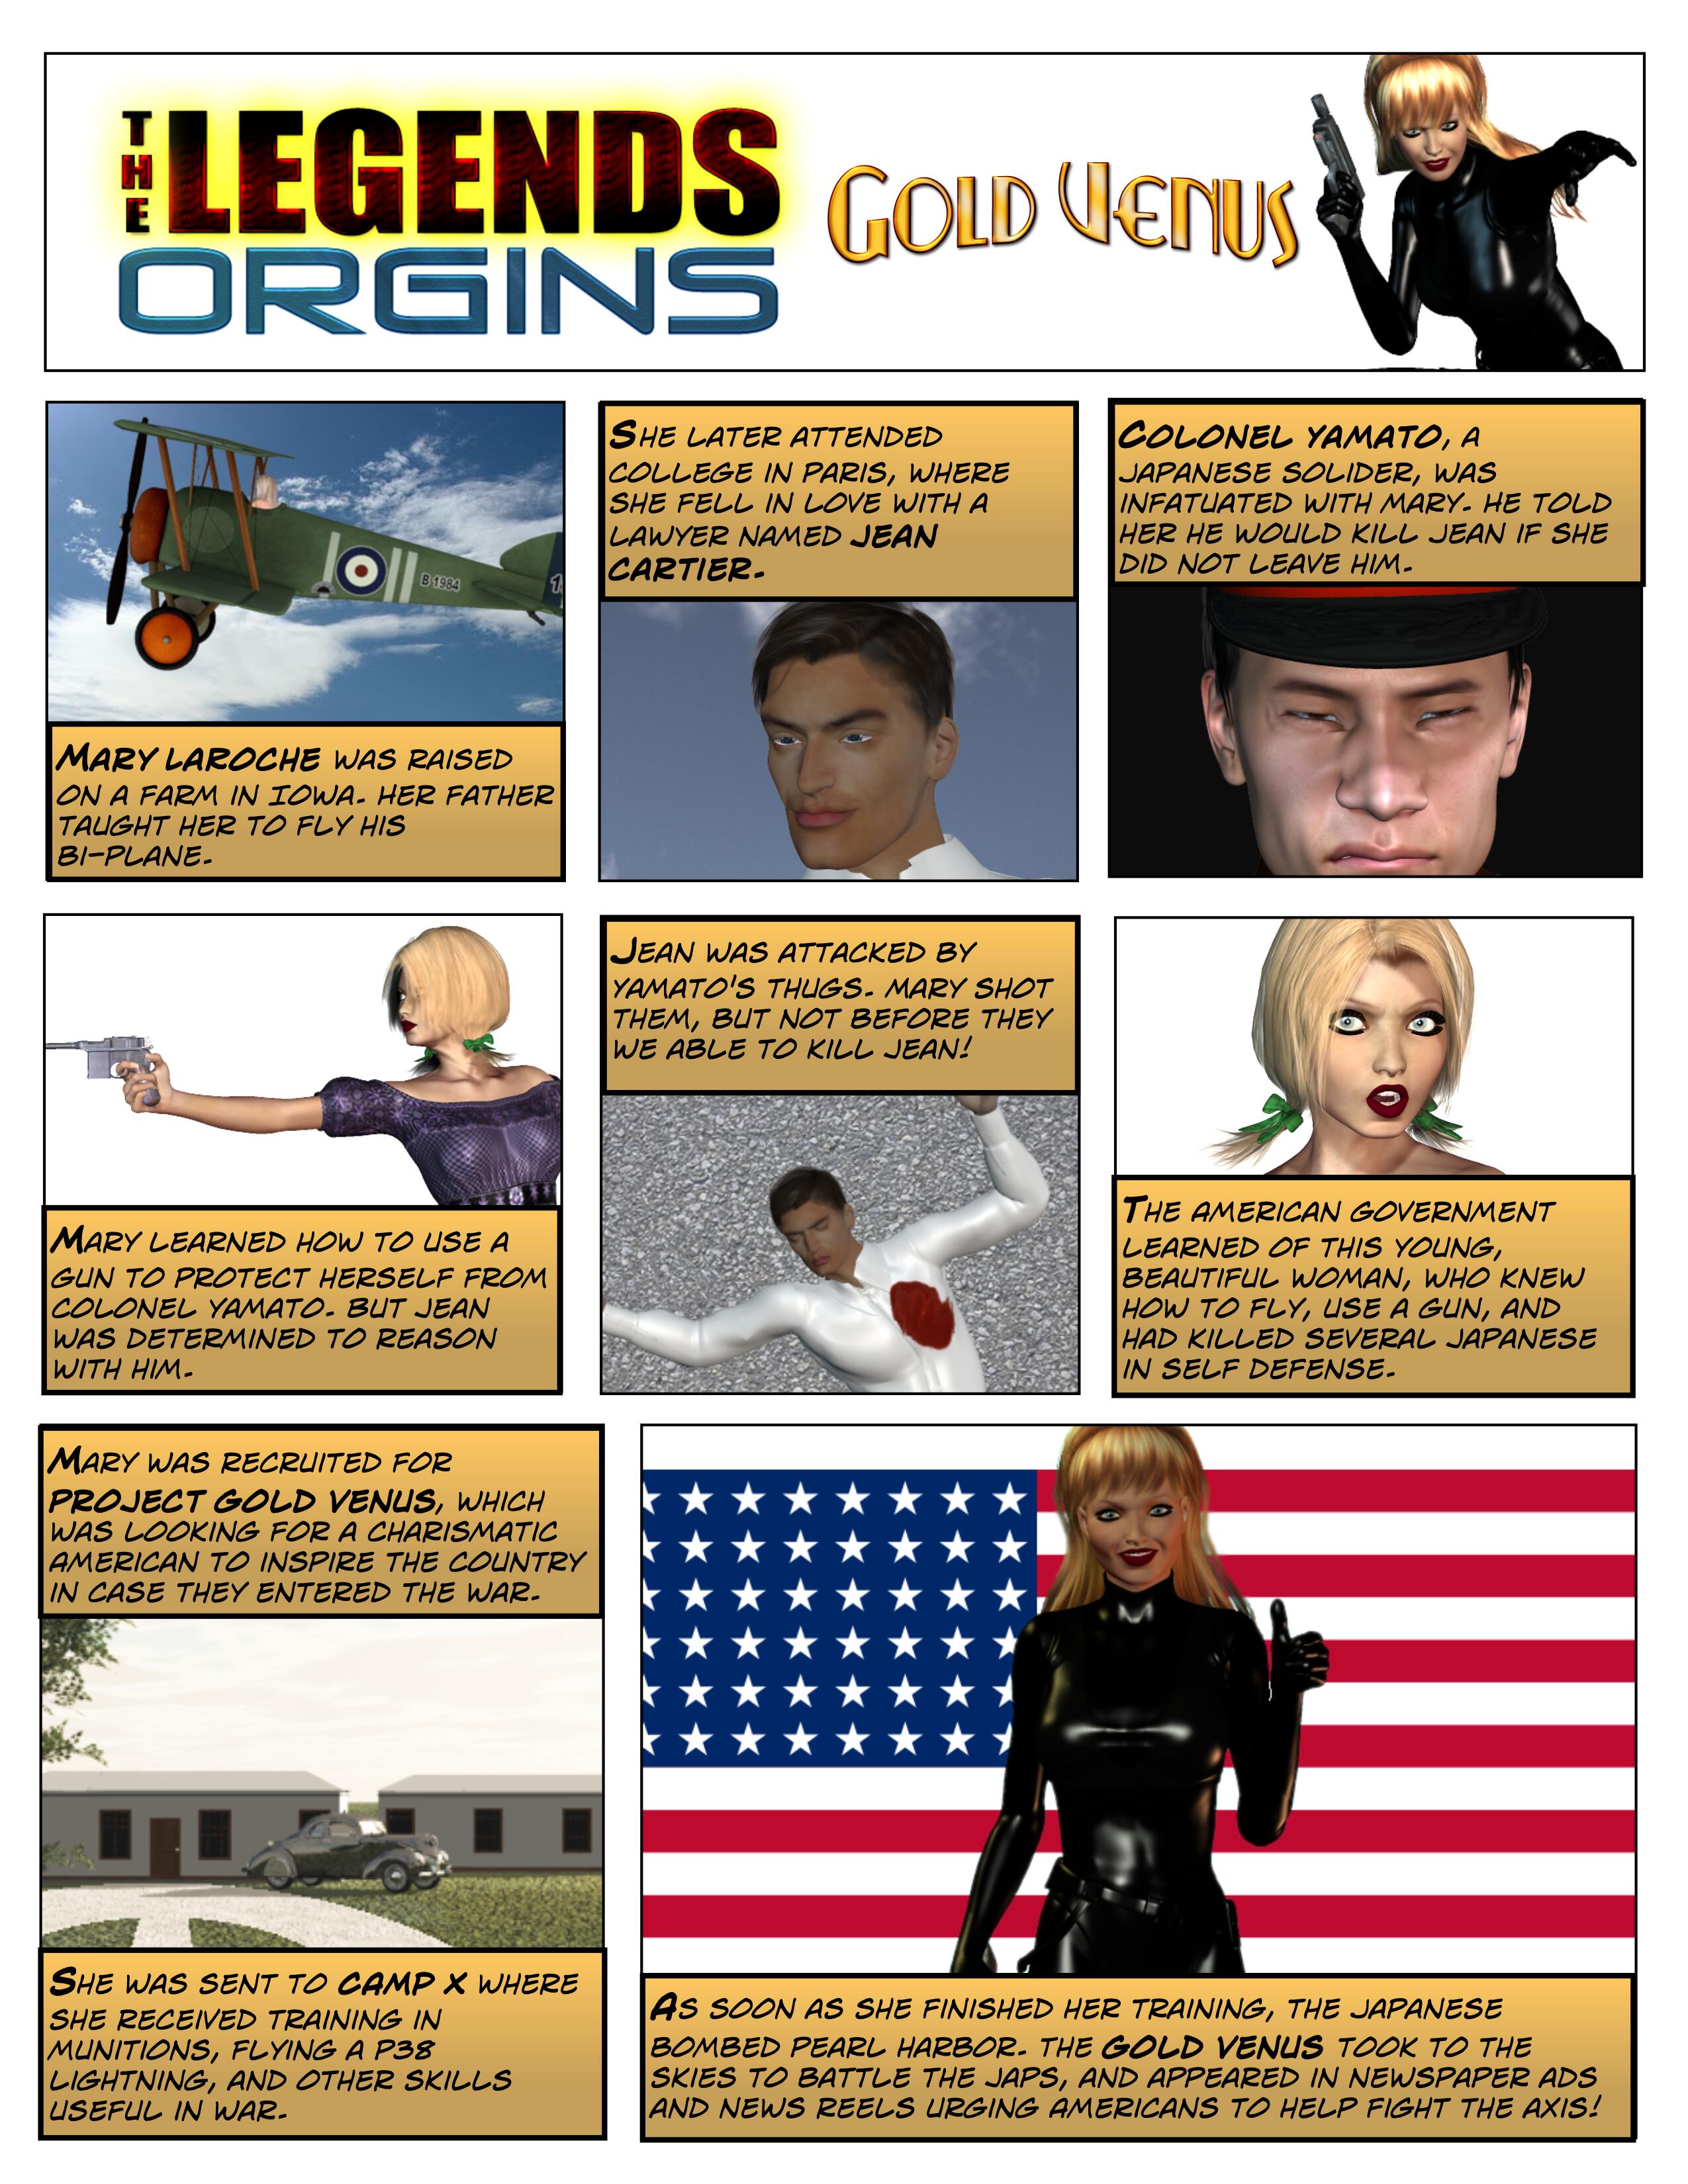 THE LEGENDS
ORGINS
GOLD VENUS
B 1984
MARY LAROCHE WAS RAISED
ON A FARM IN IOWA. HER FATHER
TAUGHT HER TO FLY HIS
BI-PLANE.
SHE LATER ATTENDED
COLLEGE IN PARIS, WHERE
SHE FELL IN LOVE WITH A
LAWYER NAMED JEAN
CARTIER.
COLONEL YAMATO, A
JAPANESE SOLIDER, WAS
INFATUATED WITH MARY. HE TOLD
HER HE WOULD KILL JEAN IF SHE
DID NOT LEAVE HIM.
MARY LEARNED HOW TO USE A
GUN TO PROTECT HERSELF FROM
COLONEL YAMATO. BUT JEAN
WAS DETERMINED TO REASON
WITH HIM.
JEAN WAS ATTACKED BY
YAMATO'S THUGS. MARY SHOT
THEM, BUT NOT BEFORE THEY
WE ABLE TO KILL JEAN!
THE AMERICAN GOVERNMENT
LEARNED OF THIS YOUNG,
BEAUTIFUL WOMAN, WHO KNEW
HOW TO FLY, USE A GUN, AND
HAD KILLED SEVERAL JAPANESE
IN SELF DEFENSE.
MARY WAS RECRUITED FOR
PROJECT GOLD VENUS, WHICH
WAS LOOKING FOR A CHARISMATIC
AMERICAN TO INSPIRE THE COUNTRY
IN CASE THEY ENTERED THE WAR.
SHE WAS SENT TO CAMP X WHERE
SHE RECEIVED TRAINING IN
MUNITIONS, FLYING A P38
LIGHTNING, AND OTHER SKILLS
USEFUL IN WAR.
AS SOON AS SHE FINISHED HER TRAINING, THE JAPANESE
BOMBED PEARL HARBOR. THE GOLD VENUS TOOK TO THE
SKIES TO BATTLE THE JAPS, AND APPEARED IN NEWSPAPER ADS
AND NEWS REELS URGING AMERICANS TO HELP FIGHT THE AXIS!